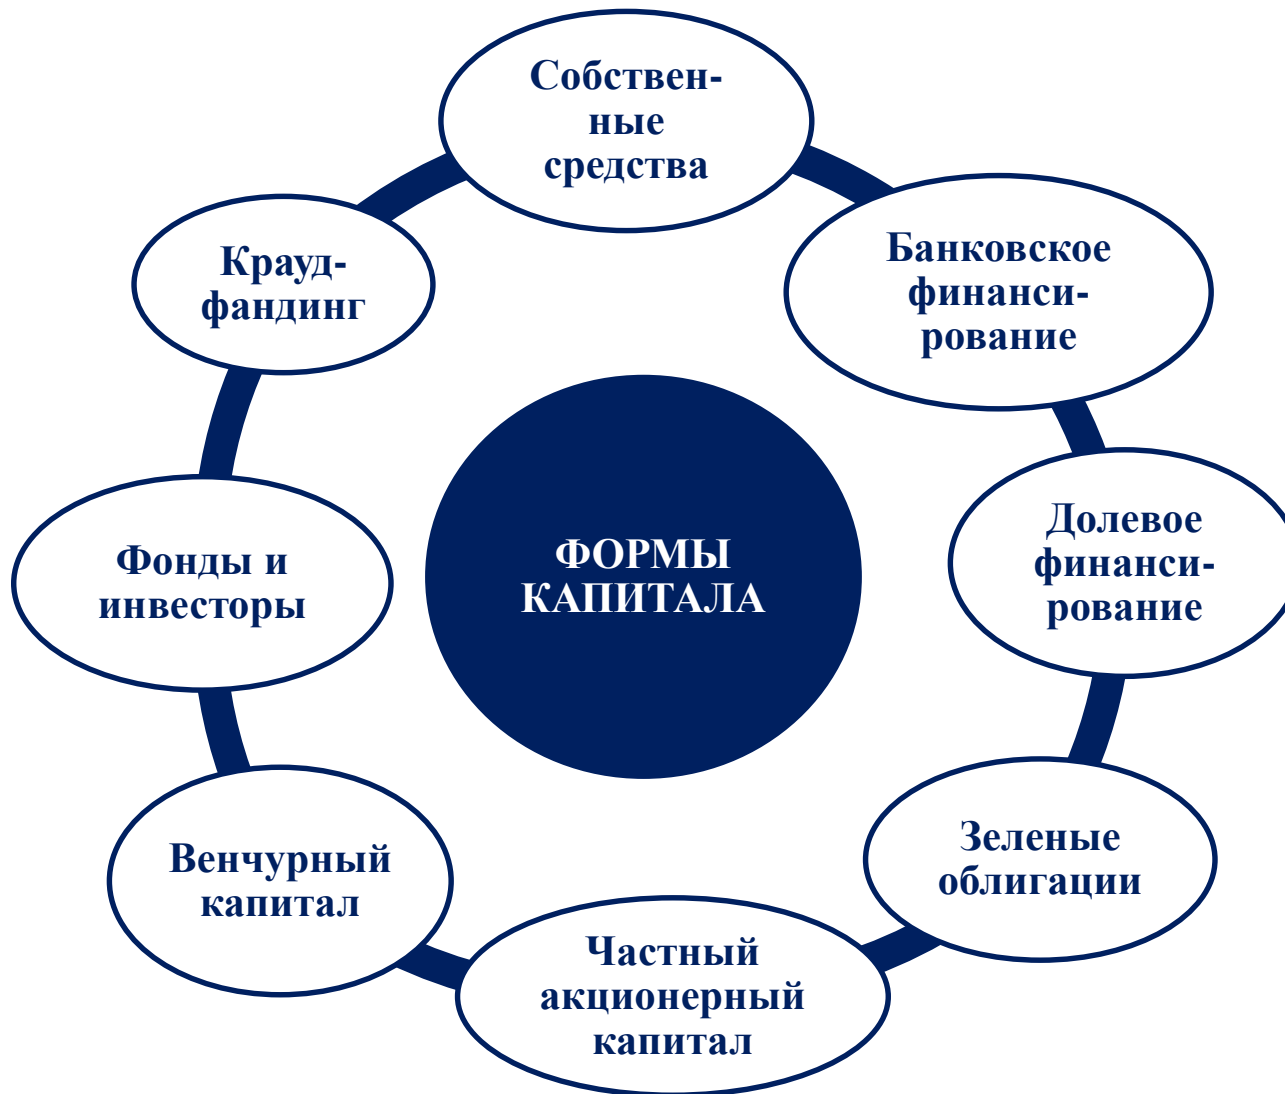 Собствен-
ные
средства
Банковское
финанси-
рование
Долевое
финанси-
рование
Зеленые
облигации
Частный
акционерный
капитал
Венчурный
капитал
Фонды и
инвесторы
Крауд-
фандинг
ФОРМЫ
КАПИТАЛА